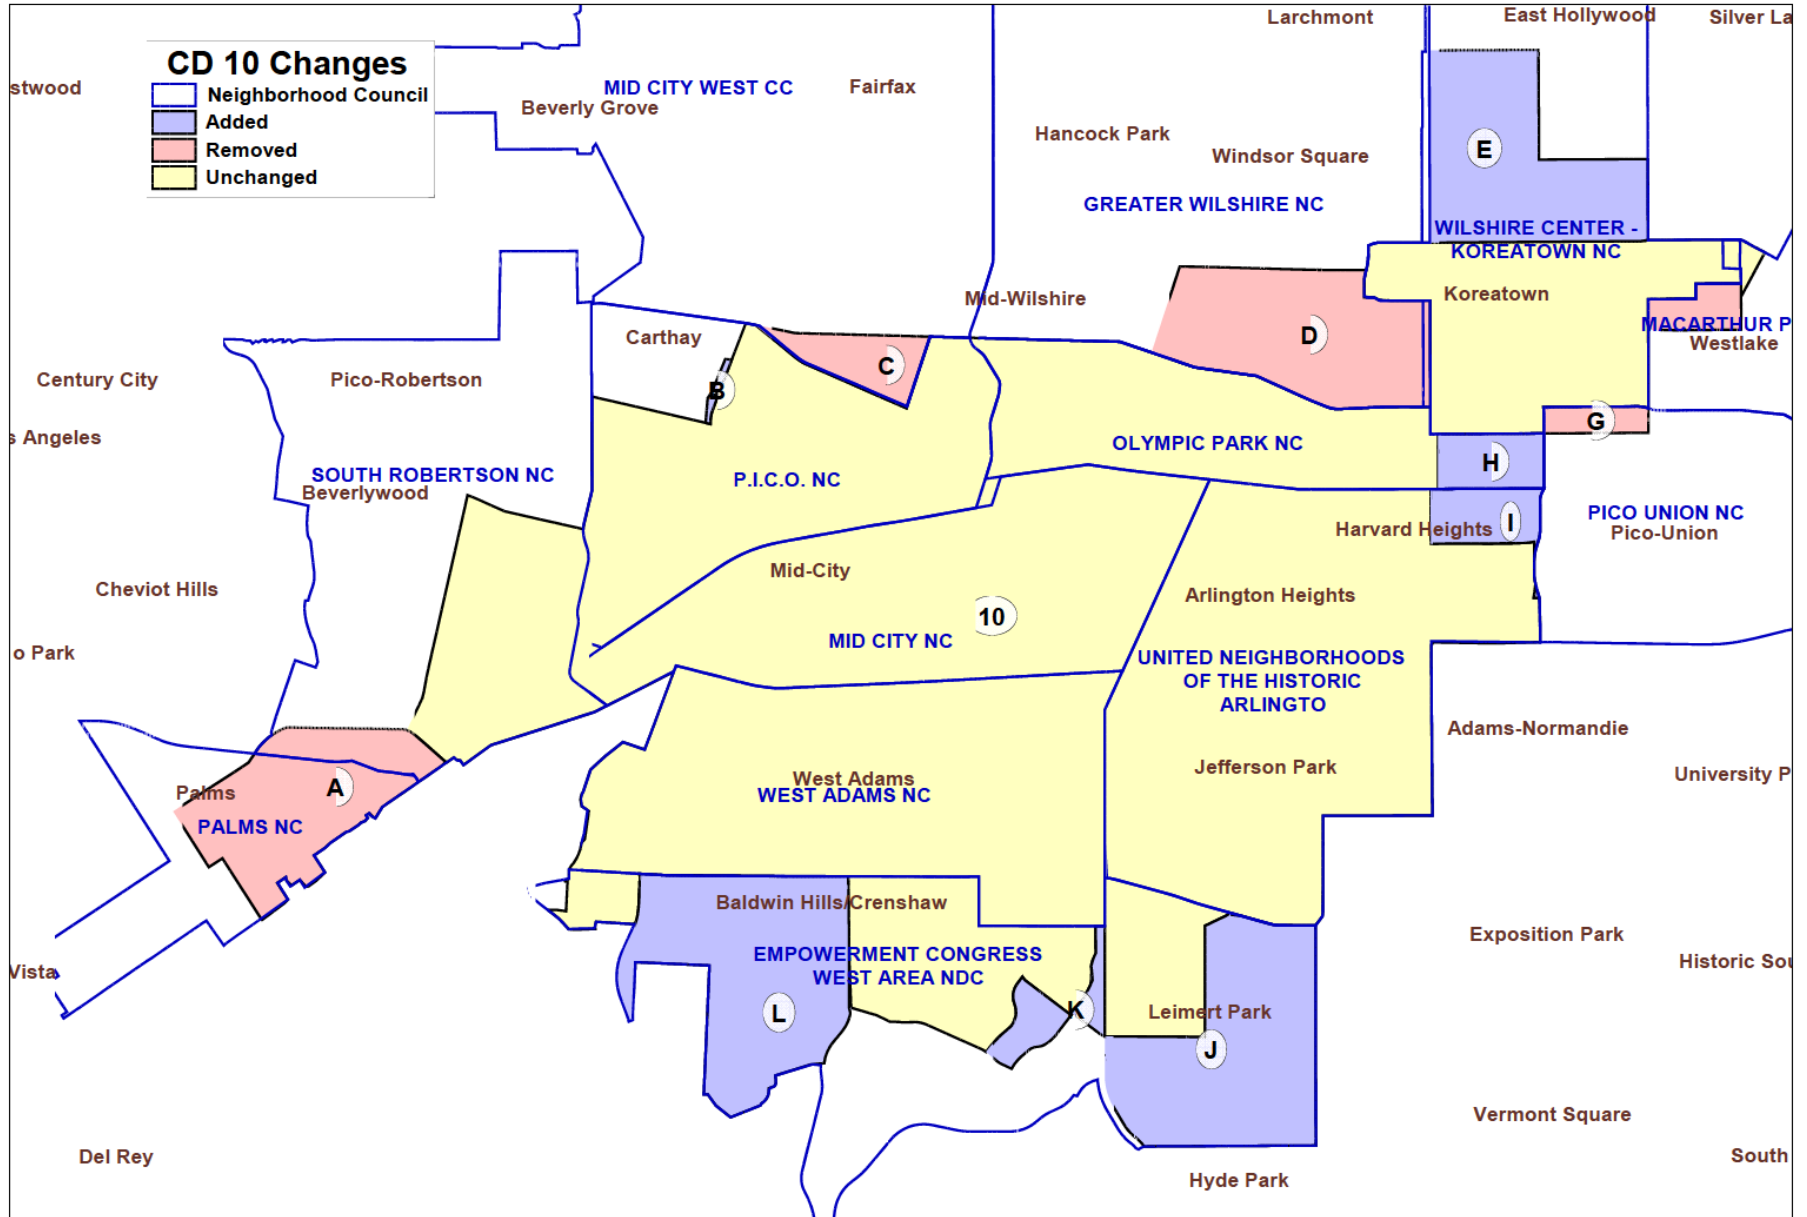 Larchmont
East Hollywood
Silver La
CD 10 Changes
Neighborhood Council
Added
Removed
Unchanged
stwood
MID CITY WEST CC
Fairfax
Beverly Grove
Hancock Park
Windsor Square
E
GREATER WILSHIRE NC
WILSHIRE CENTER -
KOREATOWN NC
Koreatown
Mid-Wilshire
Carthay
D
MACARTHUR P
Westlake
C
B
Century City
Pico-Robertson
G
s Angeles
OLYMPIC PARK NC
H
SOUTH ROBERTSON NC
Beverlywood
P.I.C.O. NC
PICO UNION NC
Pico-Union
Harvard Heights
I
Mid-City
Cheviot Hills
Arlington Heights
10
MID CITY NC
o Park
UNITED NEIGHBORHOODS
OF THE HISTORIC
ARLINGTO
Adams-Normandie
Jefferson Park
University P
West Adams
WEST ADAMS NC
A
Palms
PALMS NC
Baldwin Hills/Crenshaw
Exposition Park
EMPOWERMENT CONGRESS
WEST AREA NDC
Historic Sou
Vista
L
K
Leimert Park
J
Vermont Square
Del Rey
South
Hyde Park